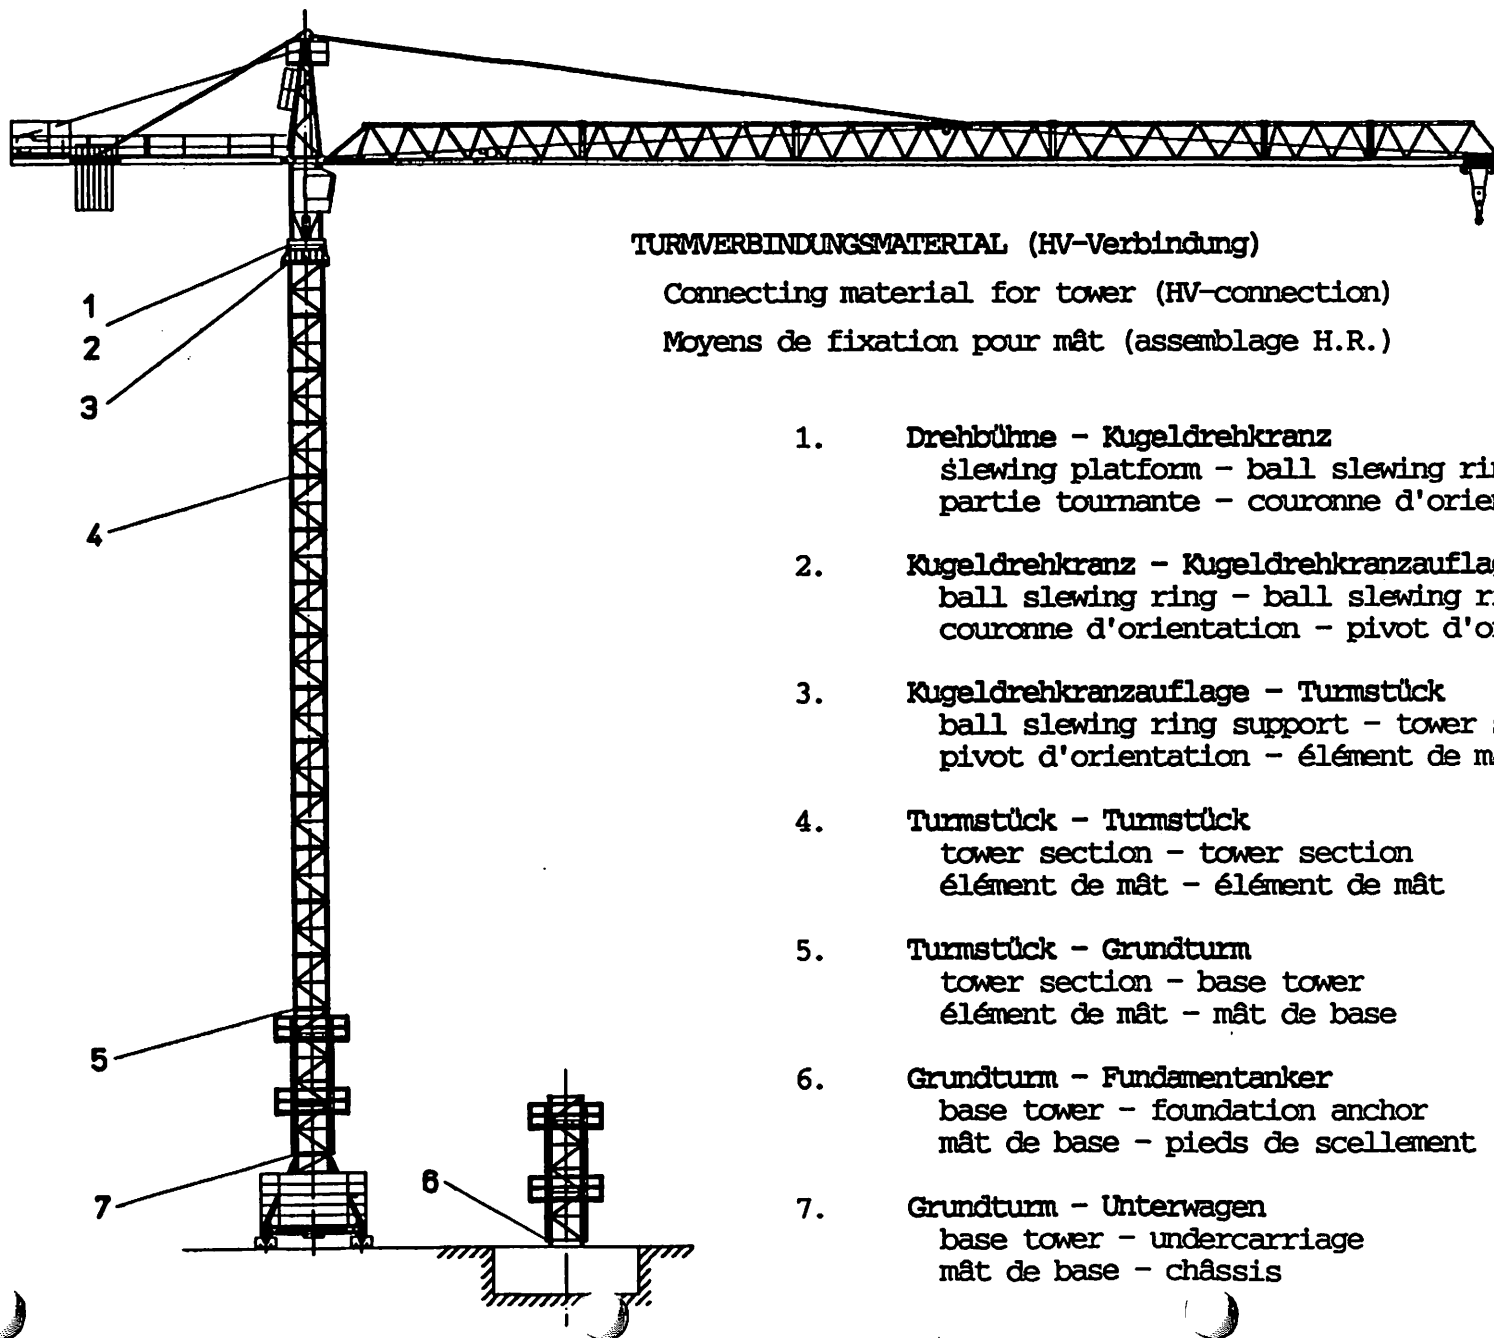 TURMVERBINDUNGSMATERIAL (HV-Verbindung)
Connecting material for tower (HV-connection)
Moyens de fixation pour mât (assemblage H.R.)
1
2
3
4
5
6
7
1. Drehbühne - Kugeldrehkranz
slewing platform - ball slewing
partie tournante - couronne
2. Kugeldrehkranz -
ball slewing ring - ball slewing
couronne d'orientation - pivot
3. Kugeldrehkranzauflage - Turmstück
ball slewing ring support - tower
pivot d'orientation - élément de
4. Turmstück - Turmstück
tower section - tower section
élément de mât - élément de mât
5. Turmstück - Grundturm
tower section - base tower
élément de mât - mât de base
6. Grundturm - Fundamentanker
base tower - foundation anchor
mât de base - pieds de scellement
7. Grundturm - Unterwagen
base tower - undercarriage
mât de base - châssis